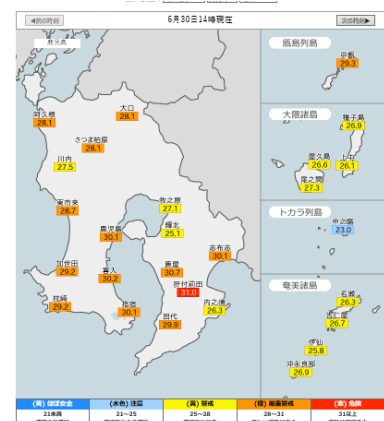 ◀前の時刻
6月30日14時現在
次の時刻▶
鹿児島
甑島列島
中甑
29.3
阿久根
28.1
大口
28.1
さつま柏原
28.1
川内
27.5
東市来
28.7
牧之原
27.1
輝北
25.1
鹿児島
30.1
志布志
30.1
加世田
29.2
喜入
30.2
鹿屋
30.7
肝付前田
31.0
枕崎
29.2
指宿
30.1
田代
29.9
内之浦
26.3
大隅諸島
種子島
26.9
屋久島
26.6
上中
26.1
尾之間
27.3
トカラ列島
中之島
23.0
奄美諸島
名瀬
26.3
古仁屋
26.7
伊仙
25.8
沖永良部
26.9
(青) ほぼ安全
(水色) 注意
(黄) 警戒
(橙) 厳重警戒
(赤) 危険
21未満
21~25
25~28
28~31
31以上